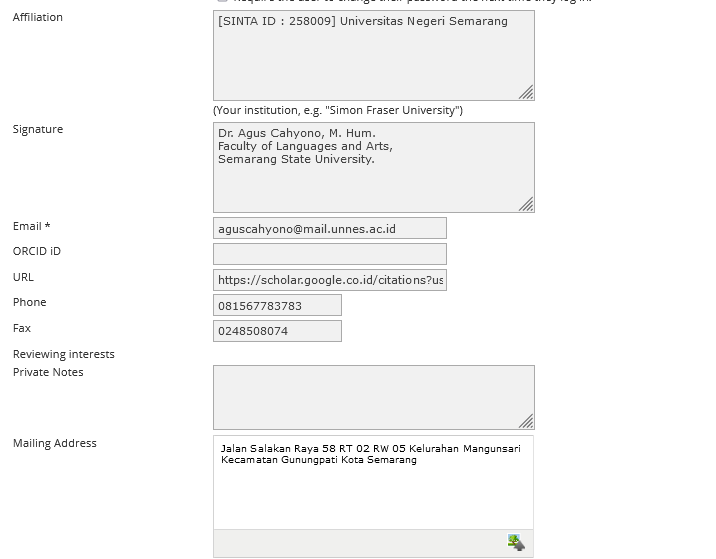 Affiliation
[SINTA ID : 258009] Universitas Negeri Semarang
(Your institution, e.g. "Simon Fraser University")
Signature
Dr. Agus Cahyono, M. Hum.
Faculty of Languages and Arts,
Semarang State University.
Email * aguscahyono@mail.unnes.ac.id
ORCID iD
URL https://scholar.google.co.id/citations?us
Phone 081567783783
Fax 0248508074
Reviewing interests
Private Notes
Mailing Address
Jalan Salakan Raya 58 RT 02 RW 05 Kelurahan Mangunsari
Kecamatan Gunungpati Kota Semarang